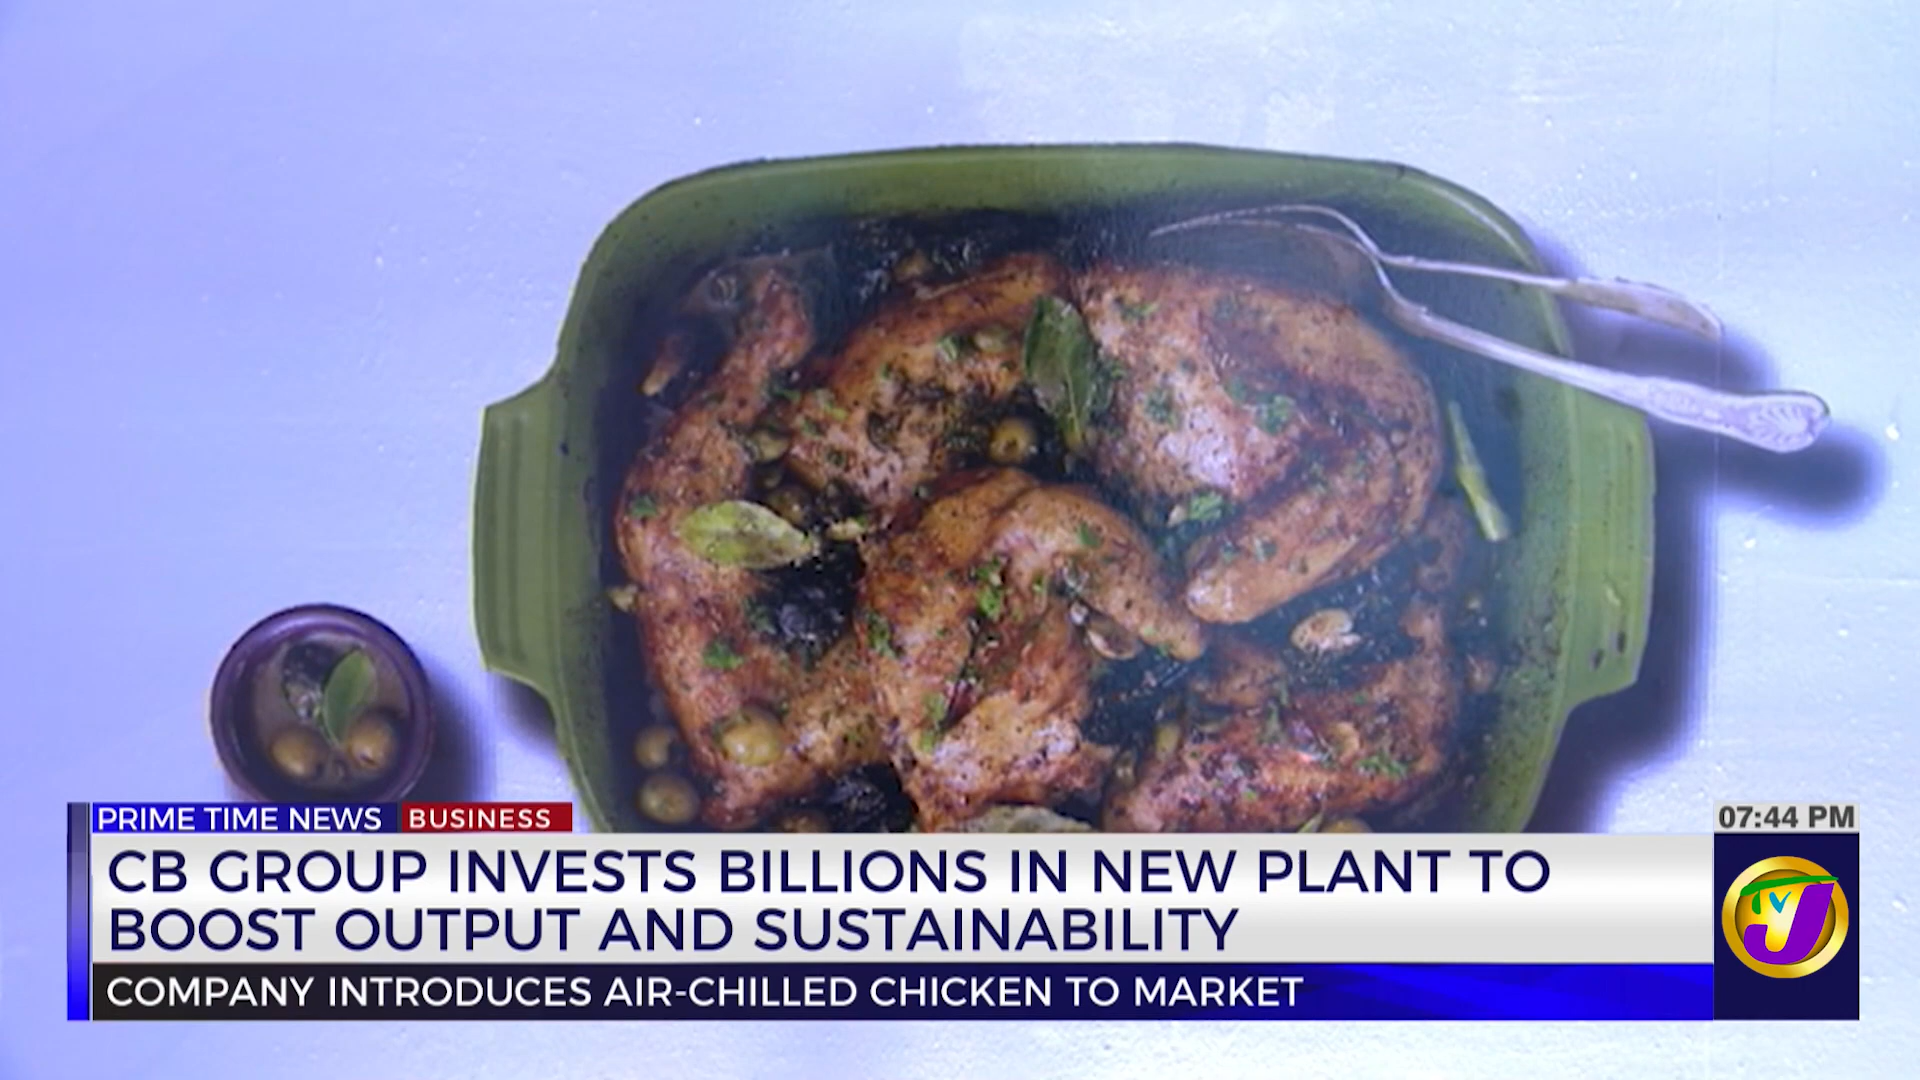 PRIME TIME NEWS BUSINESS
07:44 PM
CB GROUP INVESTS BILLIONS IN NEW PLANT TO
BOOST OUTPUT AND SUSTAINABILITY
TVJ
COMPANY INTRODUCES AIR-CHILLED CHICKEN TO MARKET